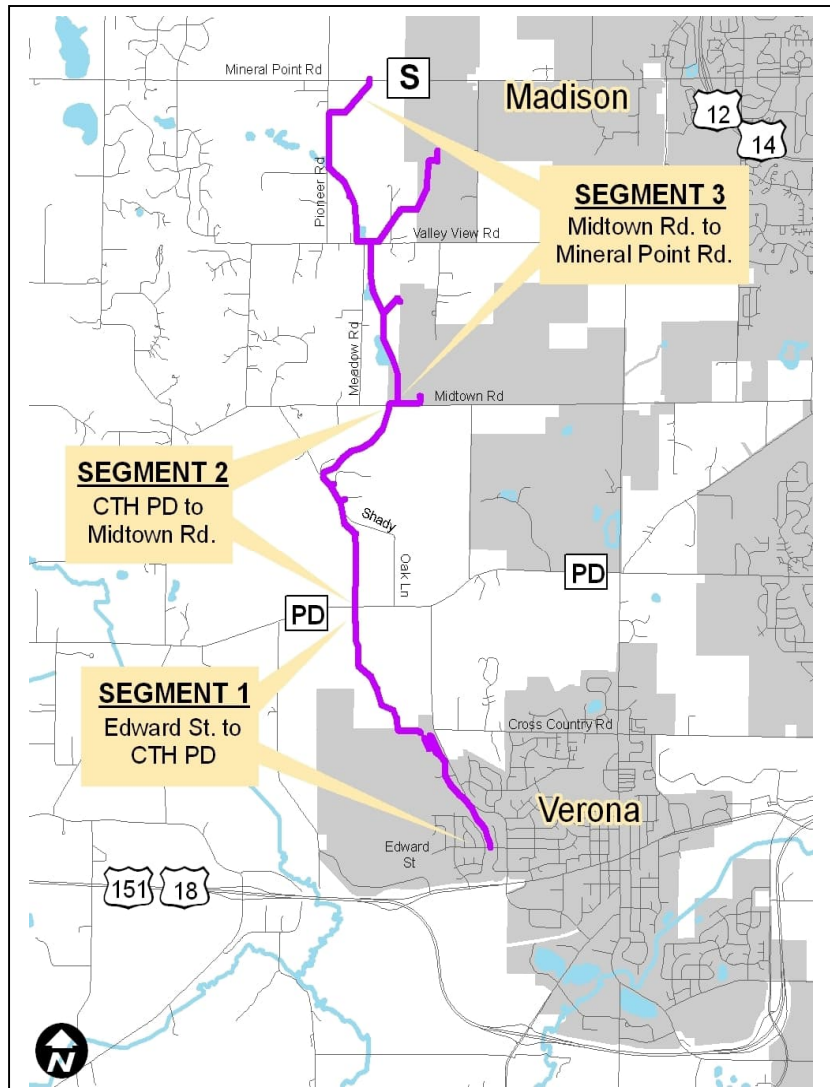 Mineral Point Rd
S
Madison
12
14
Pioneer Rd
SEGMENT 3
Midtown Rd. to
Mineral Point Rd.
Valley View Rd
Meadow Rd
Midtown Rd
SEGMENT 2
CTH PD to
Midtown Rd.
Shady
Oak Ln
PD
PD
SEGMENT 1
Edward St. to
CTH PD
Cross Country Rd
Verona
Edward
St
151
18
N